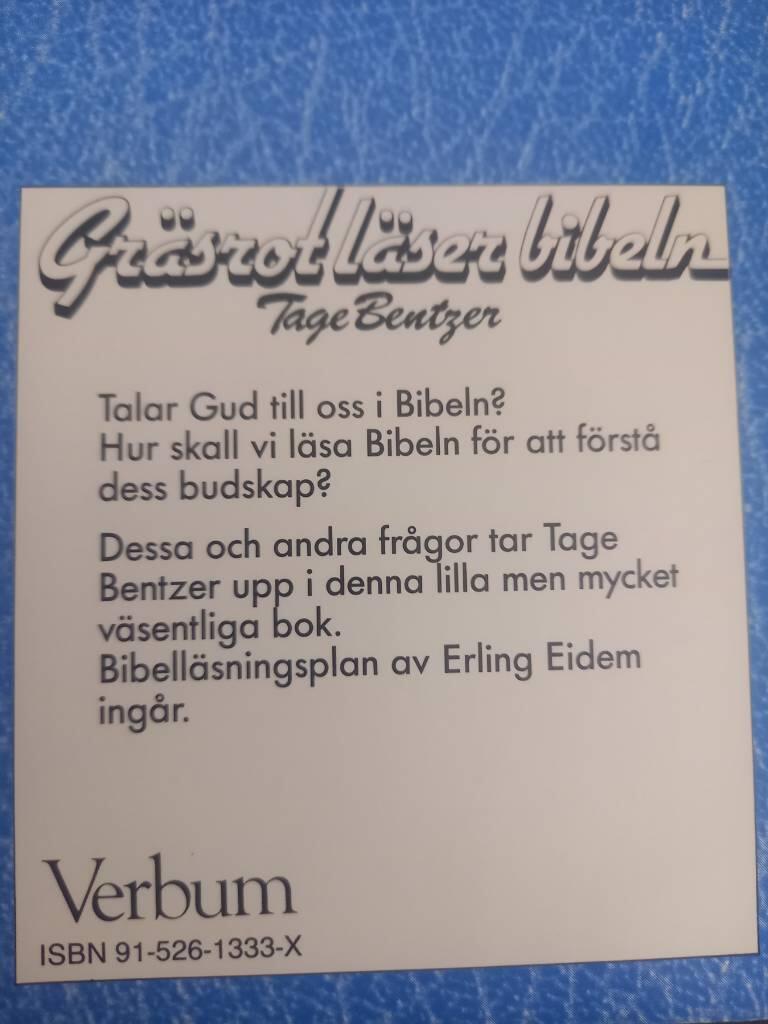 Gräsrot läser bibeln
Tage Bentzer
Talar Gud till oss i Bibeln?
Hur skall vi läsa Bibeln för att förstå
dess budskap?
Dessa och andra frågor tar Tage
Bentzer upp i denna lilla men mycket
väsentliga bok.
Bibelläsningsplan av Erling Eidem
ingår.
Verbum
ISBN 91-526-1333-X